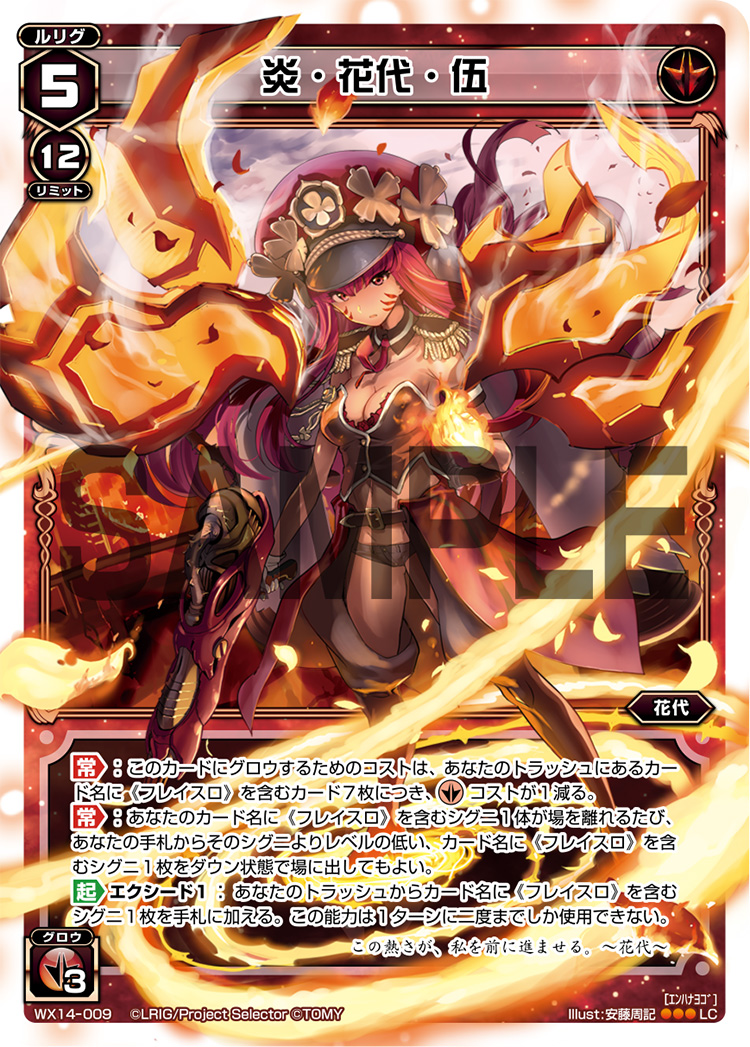 ルリグ
5
炎・花代・伍
12
リミット
SAMPLE
花代
常：このカードにグロウするためのコストは、あなたのトラッシュにあるカー
ド名に《フレイスロ》を含むカード７枚につき、コストが１減る。
常：あなたのカード名に《フレイスロ》を含むシグニ１体が場を離れるたび、
あなたの手札からそのシグニよりレベルの低い、カード名に《フレイスロ》を含
むシグニ１枚をダウン状態で場に出してもよい。
起エクシード１：あなたのトラッシュからカード名に《フレイスロ》を含む
シグニ１枚を手札に加える。この能力は１ターンに二度までしか使用できない。
この熱さが、私を前に進ませる。～花代～
グロウ
3
[ｴﾝﾊﾅﾖｺﾞ]
WX14-009 ©LRIG/Project Selector ©TOMY Illust:安藤周記 LC